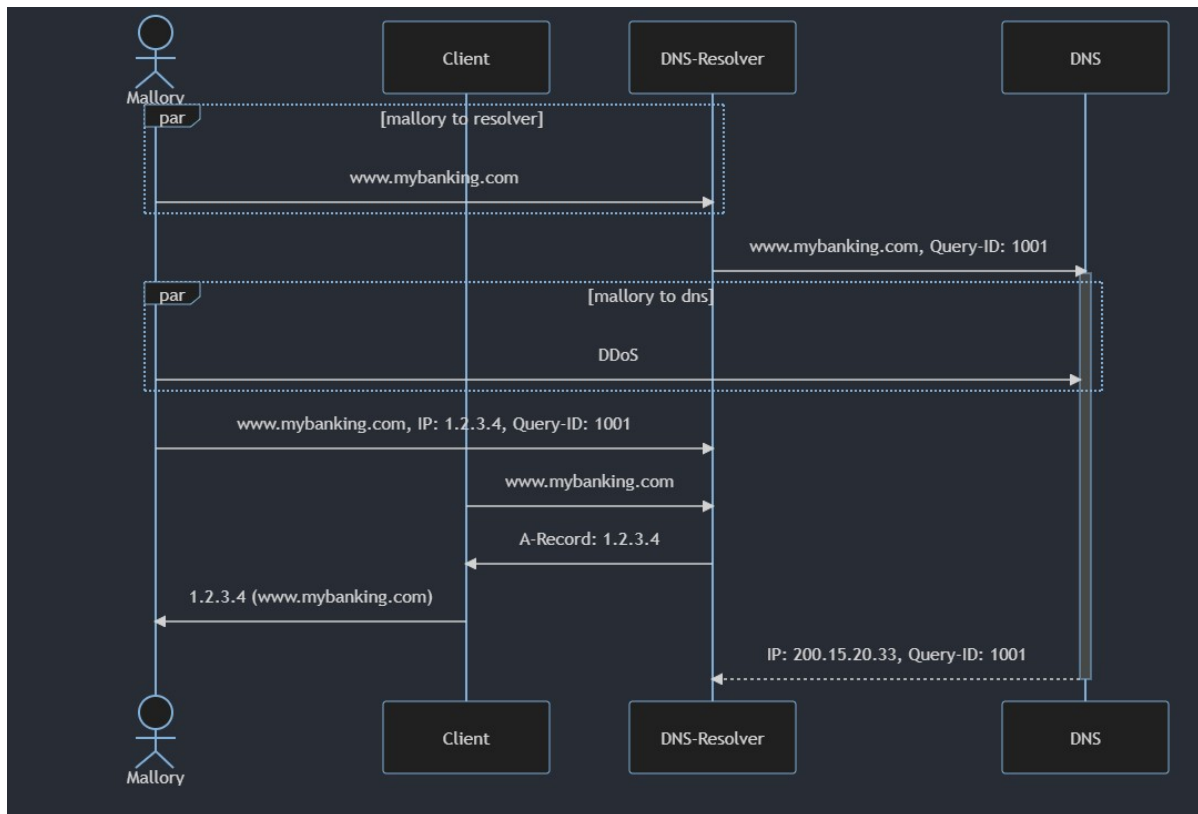 Client
DNS-Resolver
DNS
Mallory
par
[mallory to resolver]
www.mybanking.com
www.mybanking.com, Query-ID: 1001
par
[mallory to dns]
DDoS
www.mybanking.com, IP: 1.2.3.4, Query-ID: 1001
www.mybanking.com
A-Record: 1.2.3.4
1.2.3.4 (www.mybanking.com)
IP: 200.15.20.33, Query-ID: 1001
Client
DNS-Resolver
DNS
Mallory